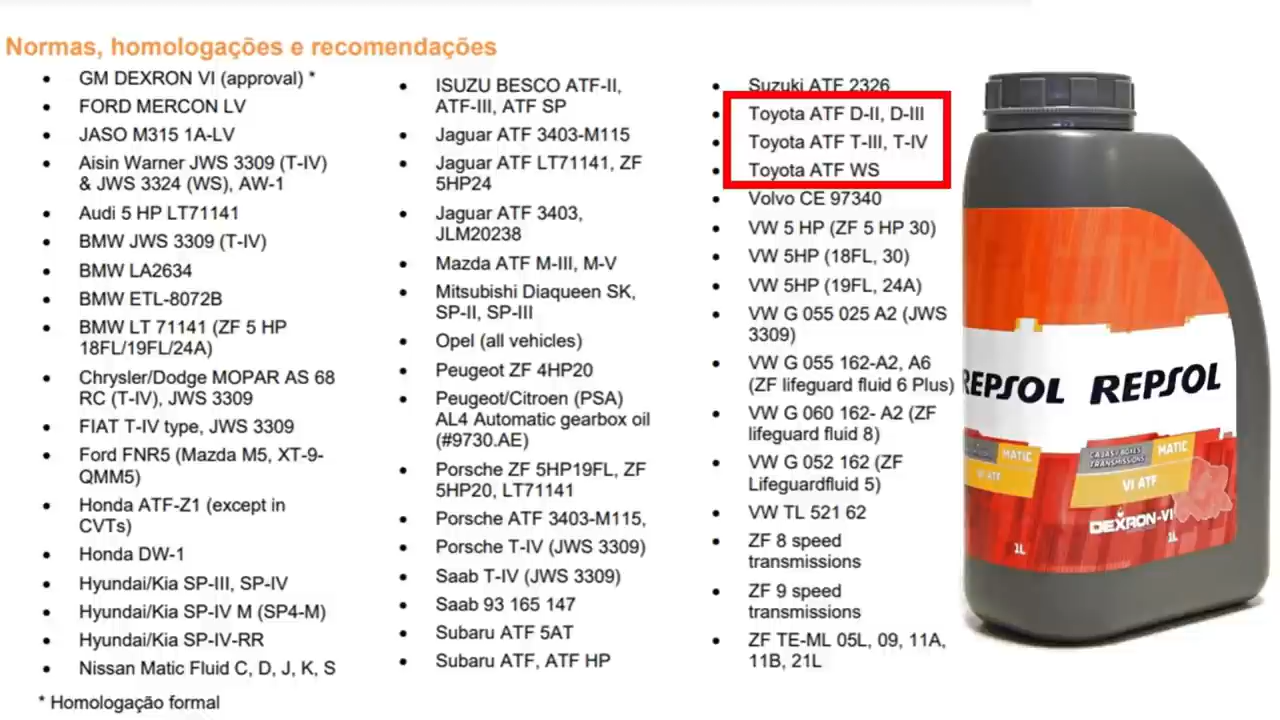 Normas, homologações e recomendações
GM DEXRON VI (approval) *
FORD MERCON LV
JASO M315 1A-LV
Aisin Warner JWS 3309 (T-IV)
& JWS 3324 (WS), AW-1
Audi 5 HP LT71141
BMW JWS 3309 (T-IV)
BMW LA2634
BMW ETL-8072B
BMW LT 71141 (ZF 5 HP
18FL/19FL/24A)
Chrysler/Dodge MOPAR AS 68
RC (T-IV), JWS 3309
FIAT T-IV type, JWS 3309
Ford FNR5 (Mazda M5, XT-9-
QMM5)
Honda ATF-Z1 (except in
CVTs)
Honda DW-1
Hyundai/Kia SP-III, SP-IV
Hyundai/Kia SP-IV M (SP4-M)
Hyundai/Kia SP-IV-RR
Nissan Matic Fluid C, D, J, K, S
* Homologação formal
ISUZU BESCO ATF-II,
ATF-III, ATF SP
Jaguar ATF 3403-M115
Jaguar ATF LT71141, ZF
5HP24
Jaguar ATF 3403,
JLM20238
Mazda ATF M-III, M-V
Mitsubishi Diaqueen SK,
SP-II, SP-III
Opel (all vehicles)
Peugeot ZF 4HP20
Peugeot/Citroen (PSA)
AL4 Automatic gearbox oil
(#9730.AE)
Porsche ZF 5HP19FL, ZF
5HP20, LT71141
Porsche ATF 3403-M115,
Porsche T-IV (JWS 3309)
Saab T-IV (JWS 3309)
Saab 93 165 147
Subaru ATF 5AT
Subaru ATF, ATF HP
Suzuki ATF 2326
Toyota ATF D-II, D-III
Toyota ATF T-III, T-IV
Toyota ATF WS
Volvo CE 97340
VW 5 HP (ZF 5 HP 30)
VW 5HP (18FL, 30)
VW 5HP (19FL, 24A)
VW G 055 025 A2 (JWS
3309)
VW G 055 162-A2, A6
(ZF lifeguard fluid 6 Plus)
VW G 060 162- A2 (ZF
lifeguard fluid 8)
VW G 052 162 (ZF
Lifeguardfluid 5)
VW TL 521 62
ZF 8 speed
transmissions
ZF 9 speed
transmissions
ZF TE-ML 05L, 09, 11A,
11B, 21L
REPSOL REPSOL
MATIC
VI ATF
CAJAS / BOXES
TRANSMISSIONS
MATIC
VI ATF
DEXRON-VI
1L
1L